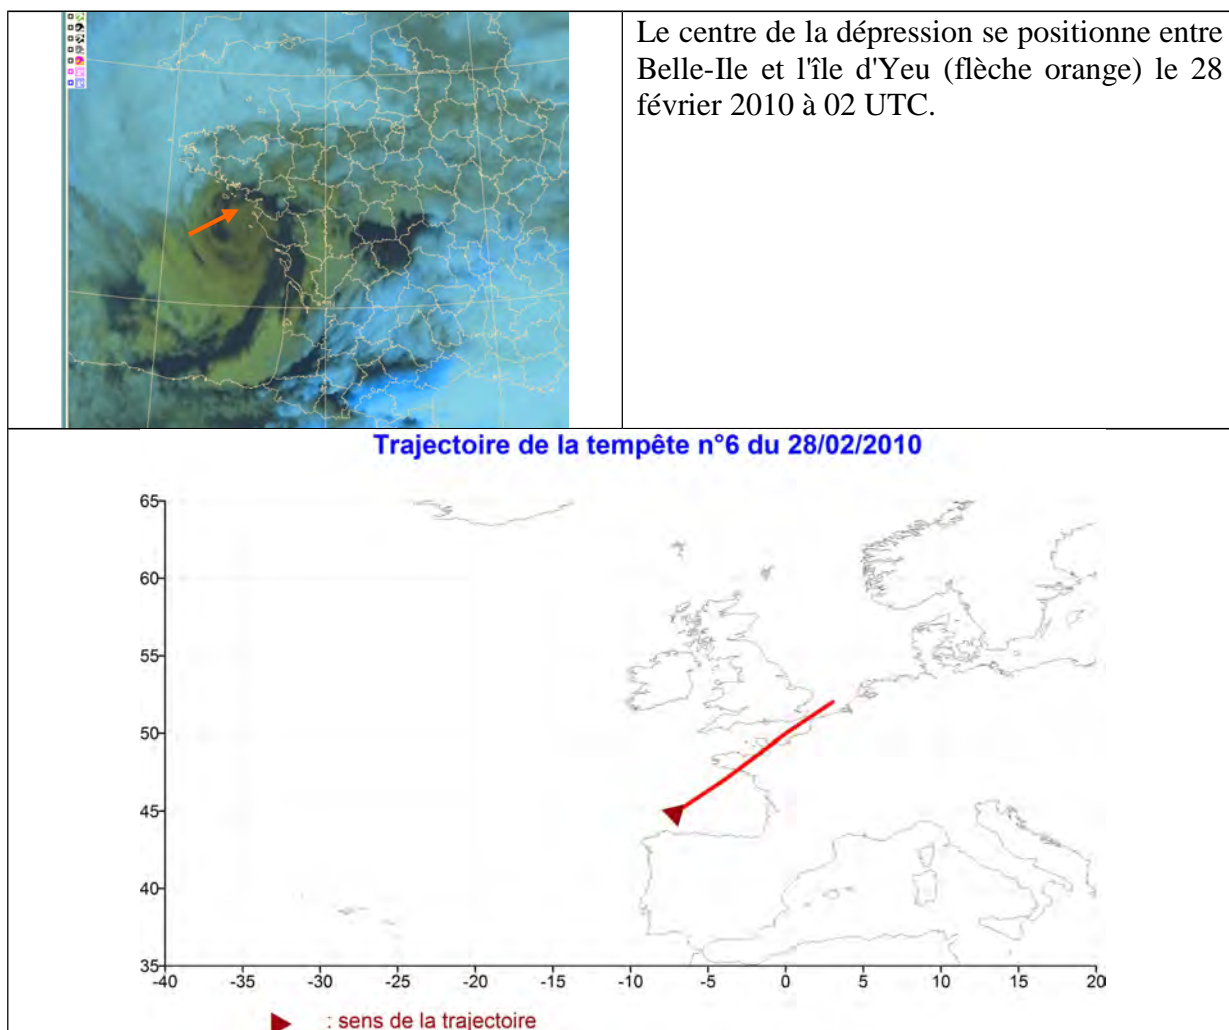 Le centre de la dépression se positionne entre
Belle-Ile et l'île d'Yeu (flèche orange) le 28
février 2010 à 02 UTC.
Trajectoire de la tempête n°6 du 28/02/2010
65
60
55
50
45
40
35
-40 -35 -30 -25 -20 -15 -10 -5 0 5 10 15 20
: sens de la trajectoire